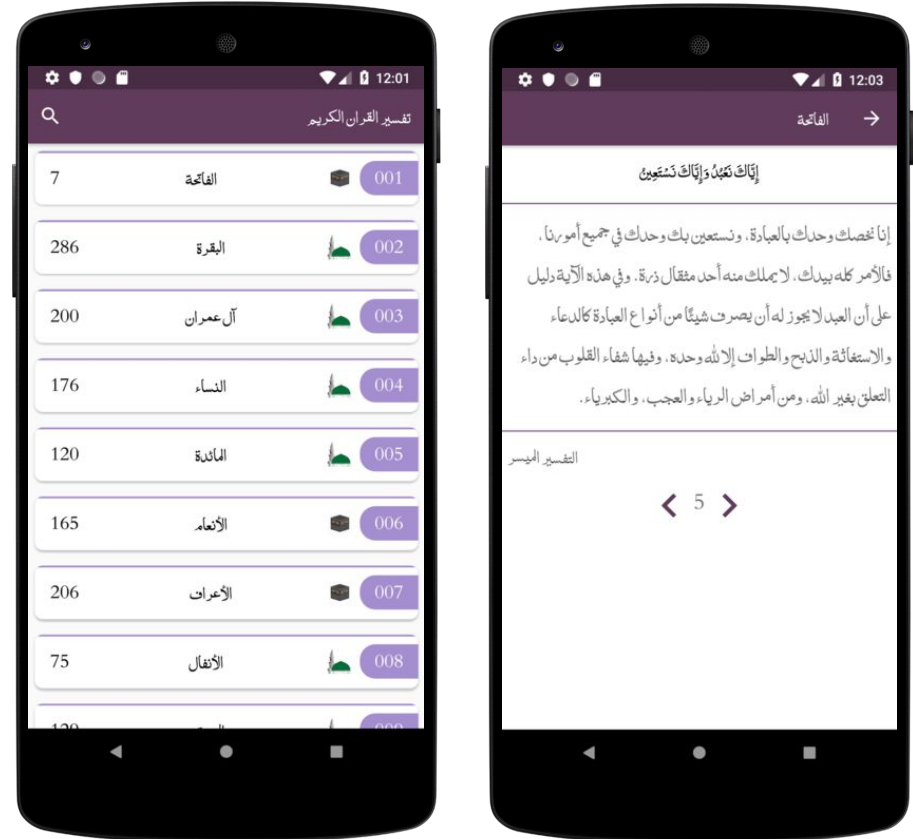 12:01
تفسير القران الكريم
001 الفاتحة 7
002 البقرة 286
003 آل عمران 200
004 النساء 176
005 المائدة 120
006 الأنعام 165
007 الأعراف 206
008 الأنفال 75
12:03
الفاتحة
إِيَّاكَ نَعْبُدُ وَإِيَّاكَ نَسْتَعِينُ
إنا نخصك وحدك بالعبادة، ونستعين بك وحدك في جميع أمورنا،
فالأمر كله بيدك، لا يملك منه أحد مثقال ذرة. وفي هذه الآية دليل
على أن العبد لا يجوز له أن يصرف شيئًا من أنواع العبادة كالدعاء
والاستغاثة والذبح والطواف إلا لله وحده، وفيها شفاء القلوب من داء
التعلق بغير الله، ومن أمراض الرياء والعجب، والكبرياء.
التفسير الميسر
5